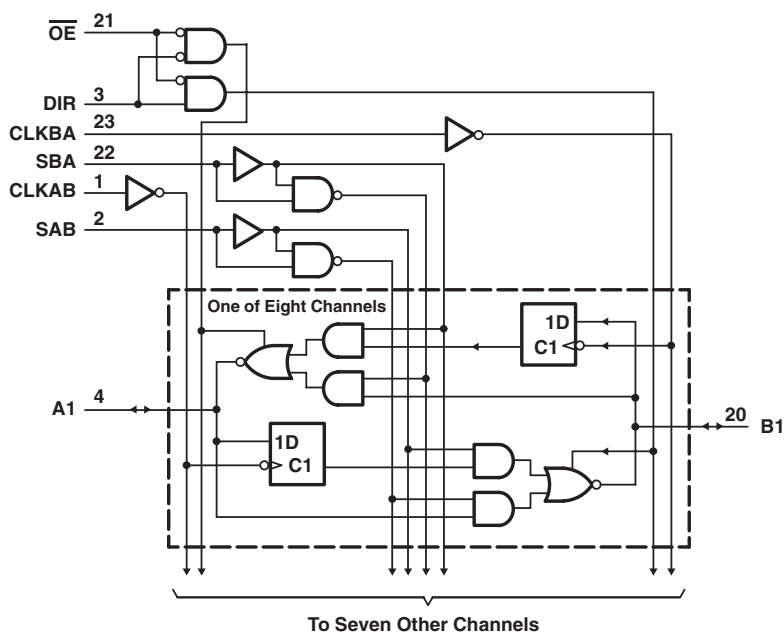 OE 21
DIR 3
CLKBA 23
SBA 22
CLKAB 1
SAB 2
One of Eight Channels
1D
C1
A1 4
20 B1
1D
C1
To Seven Other Channels